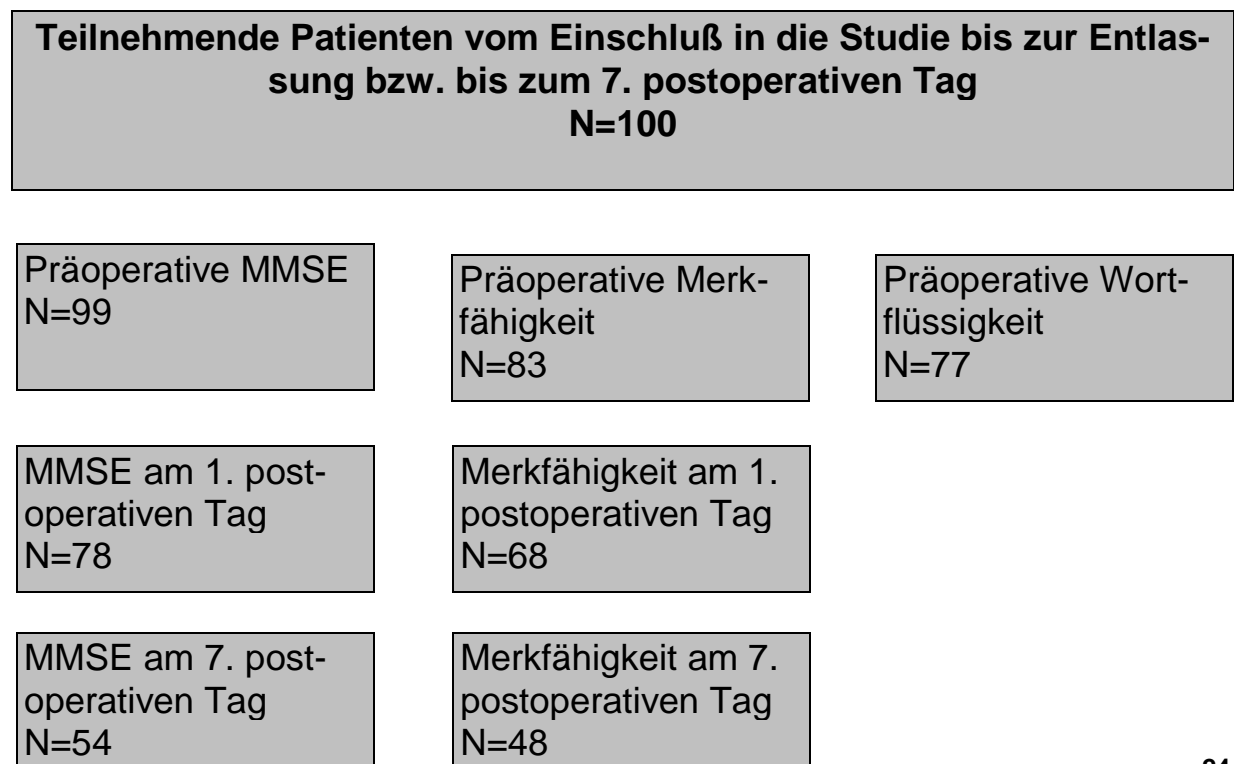 Teilnehmende Patienten vom Einschluß in die Studie bis zur Entlas-
sung bzw. bis zum 7. postoperativen Tag
N=100
Präoperative MMSE
N=99
Präoperative Merk-
fähigkeit
N=83
Präoperative Wort-
flüssigkeit
N=77
MMSE am 1. post-
operativen Tag
N=78
Merkfähigkeit am 1.
postoperativen Tag
N=68
MMSE am 7. post-
operativen Tag
N=54
Merkfähigkeit am 7.
postoperativen Tag
N=48